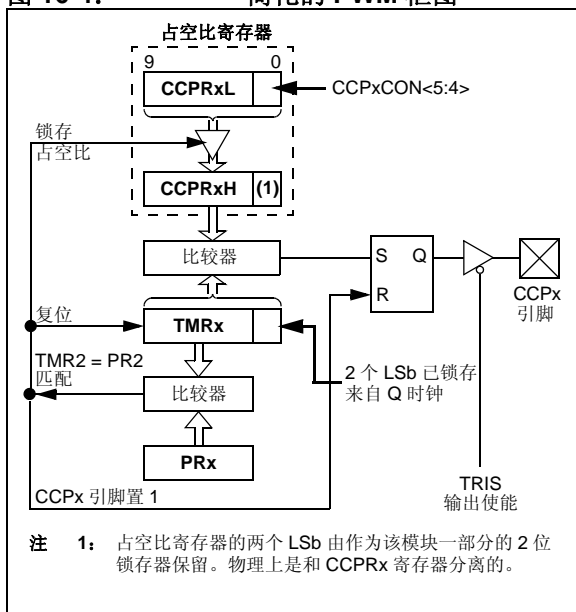 占空比寄存器
9 0
CCPRxL
CCPxCON<5:4>
锁存
占空比
CCPRxH (1)
比较器
S Q
R
CCPx
引脚
复位
TMRx
TMR2 = PR2
匹配
2 个 LSb 已锁存
来自 Q 时钟
比较器
PRx
CCPx 引脚置 1
TRIS
输出使能
注 1： 占空比寄存器的两个 LSb 由作为该模块一部分的 2 位
锁存器保留。物理上是和 CCPRx 寄存器分离的。